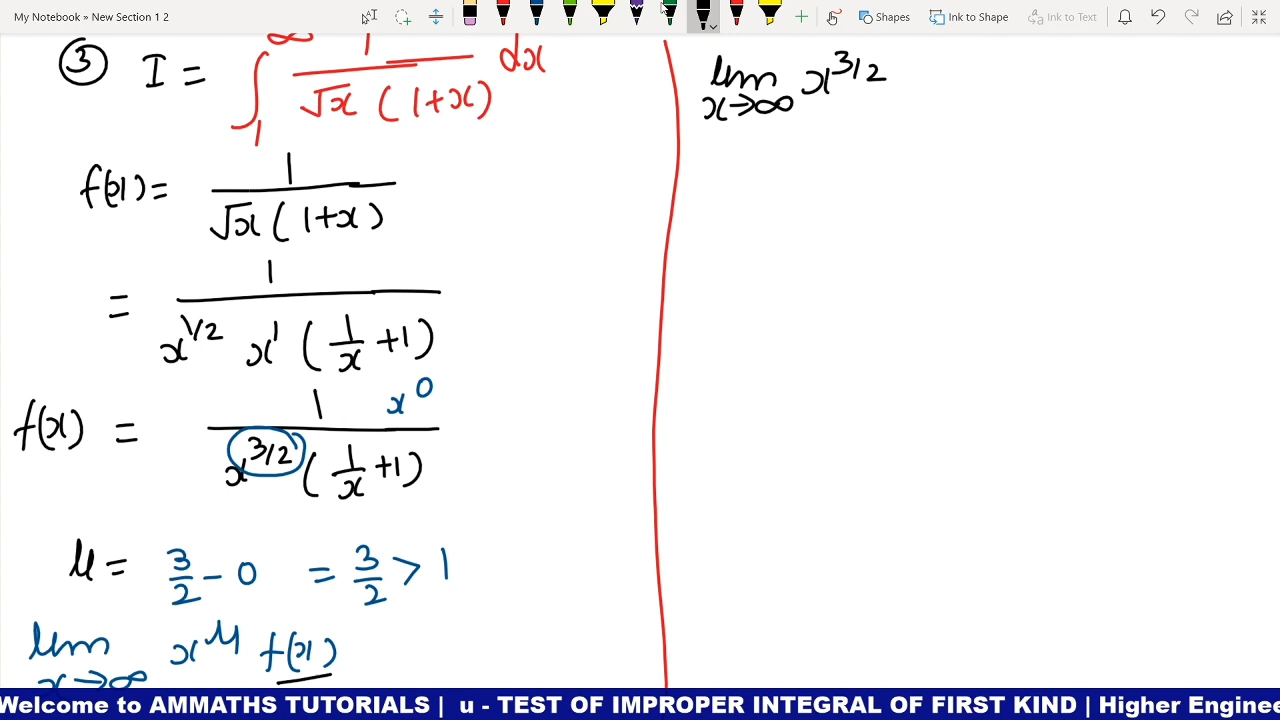 My Notebook » New Section 1 2
Shapes Ink to Shape Ink to Text
③ I = ∫₁^∞ 1/(√x (1+x)) dx
f(x) = 1/(√x (1+x))
= 1/(x^{1/2} x^1 (1/x + 1))
f(x) = 1 x^0/(x^{3/2} (1/x + 1))
μ = 3/2 - 0 = 3/2 > 1
lim x→∞ x^μ f(x)
lim x→∞ x^{3/2}
Welcome to AMMATHS TUTORIALS | u - TEST OF IMPROPER INTEGRAL OF FIRST KIND | Higher Enginee